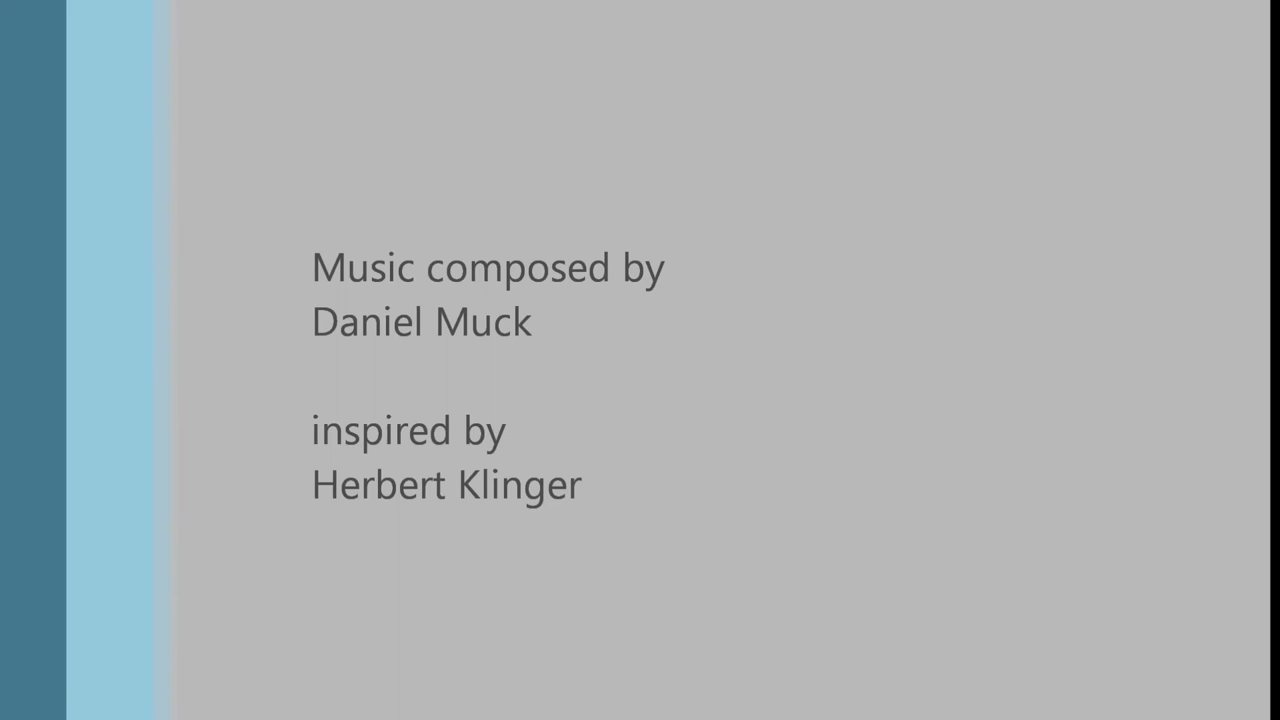 Music composed by
Daniel Muck
inspired by
Herbert Klinger